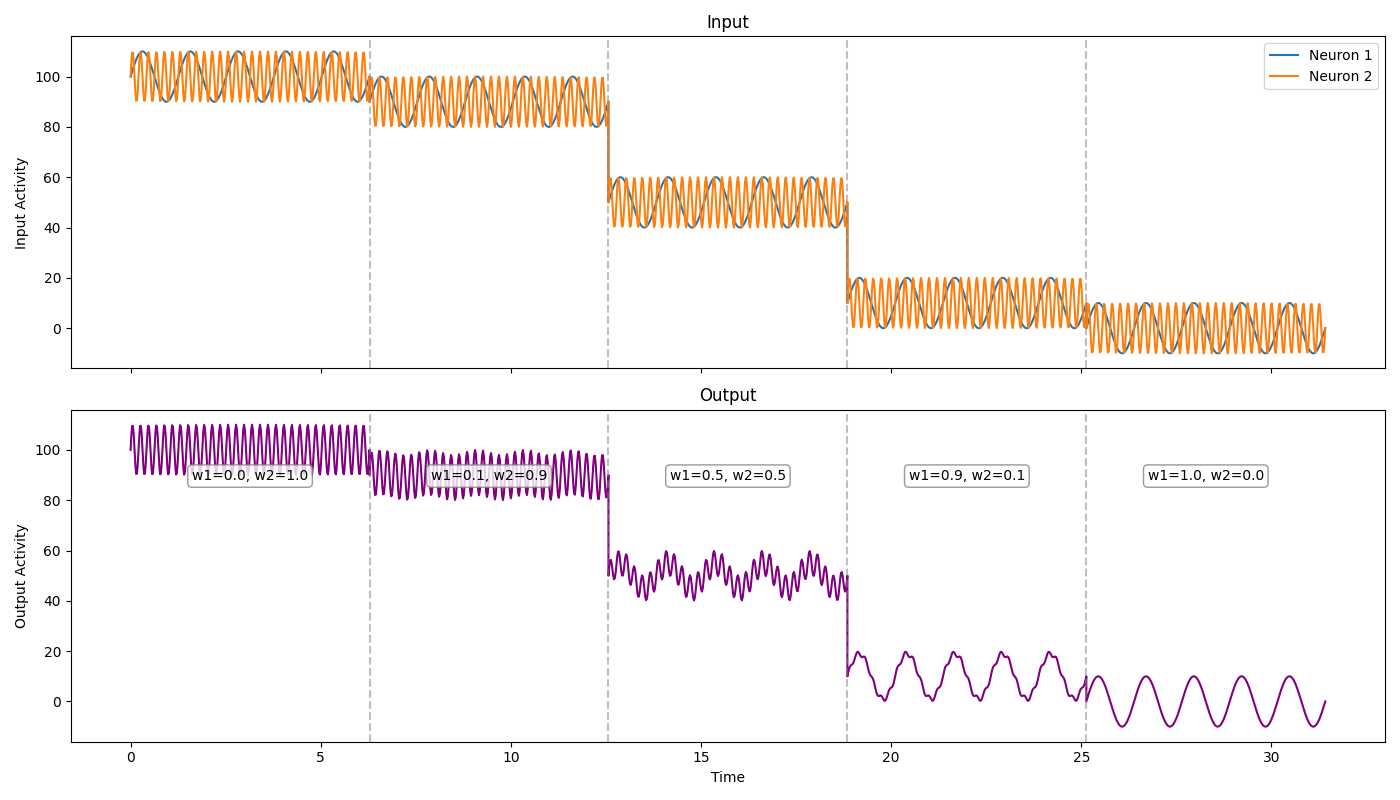 Input
Neuron 1
Neuron 2
Input Activity
100
80
60
40
20
0
Output
w1=0.0, w2=1.0
w1=0.1, w2=0.9
w1=0.5, w2=0.5
w1=0.9, w2=0.1
w1=1.0, w2=0.0
Output Activity
100
80
60
40
20
0
0
5
10
15
20
25
30
Time